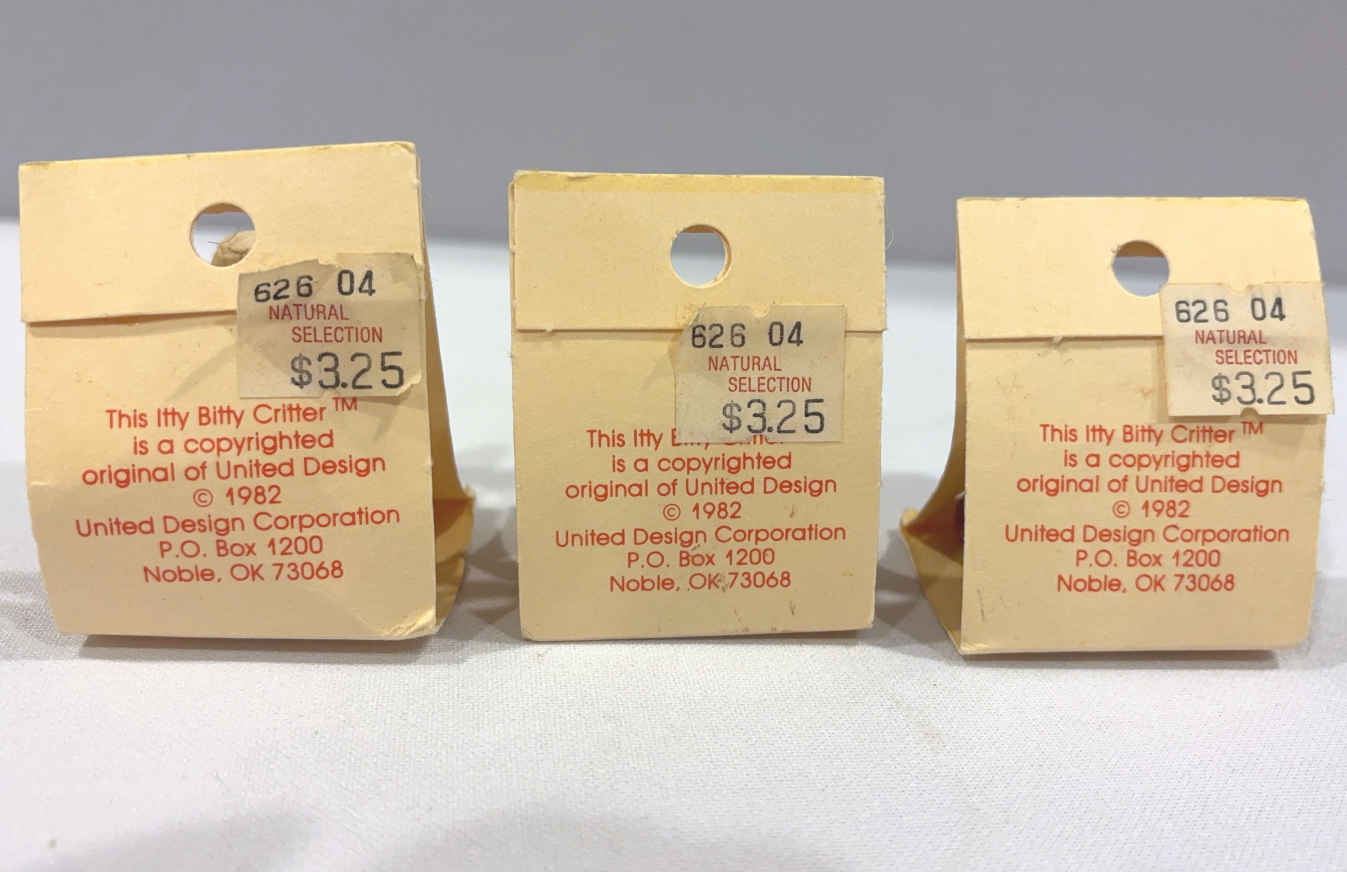 626 04
NATURAL
SELECTION
$3.25
This Itty Bitty Critter TM
is a copyrighted
original of United Design
© 1982
United Design Corporation
P.O. Box 1200
Noble, OK 73068
626 04
NATURAL
SELECTION
$3.25
This Itty Bitty Critter
is a copyrighted
original of United Design
© 1982
United Design Corporation
P.O. Box 1200
Noble, OK 73068
626 04
NATURAL
SELECTION
$3.25
This Itty Bitty Critter TM
is a copyrighted
original of United Design
© 1982
United Design Corporation
P.O. Box 1200
Noble, OK 73068